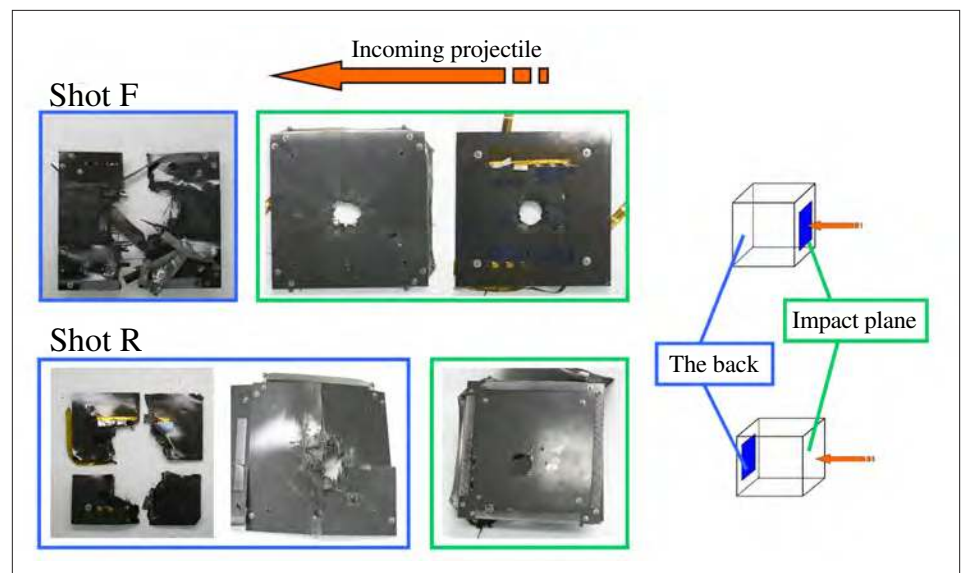 Incoming projectile
Shot F
Shot R
The back
Impact plane